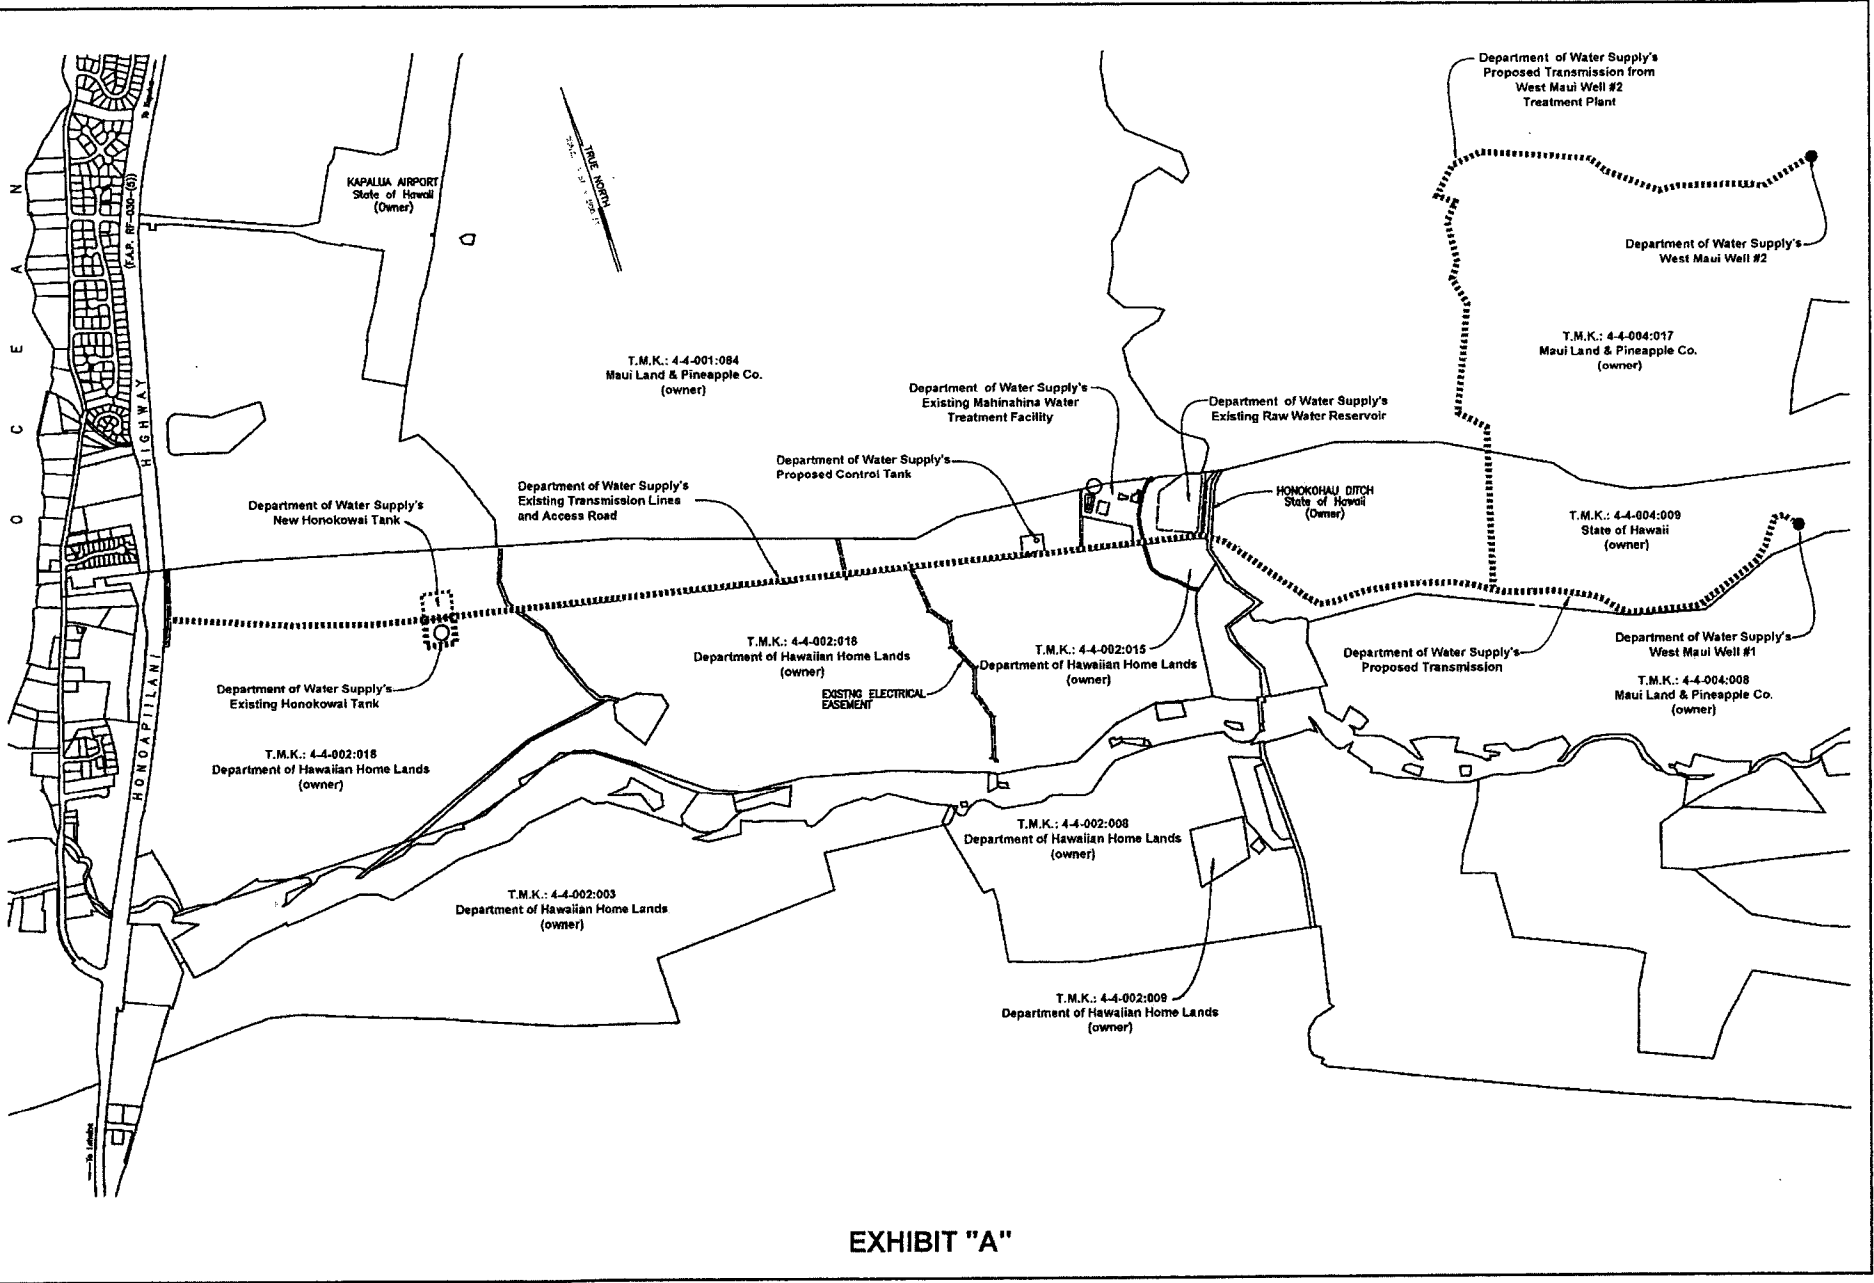 Department of Water Supply's
Proposed Transmission from
West Maui Well #2
Treatment Plant
KAPALUA AIRPORT
State of Hawaii
(Owner)
TRUE NORTH
OCEAN
(F.A.P. RF-030-(5))
Department of Water Supply's
West Maui Well #2
T.M.K.: 4-4-001:084
Maui Land & Pineapple Co.
(owner)
T.M.K.: 4-4-004:017
Maui Land & Pineapple Co.
(owner)
Department of Water Supply's
Existing Mahinahina Water
Treatment Facility
Department of Water Supply's
Existing Raw Water Reservoir
Department of Water Supply's
Proposed Control Tank
Department of Water Supply's
Existing Transmission Lines
and Access Road
Department of Water Supply's
New Honokowai Tank
HONOKOHAU DITCH
State of Hawaii
(Owner)
T.M.K.: 4-4-004:009
State of Hawaii
(owner)
HONOAPIILANI HIGHWAY
T.M.K.: 4-4-002:018
Department of Hawaiian Home Lands
(owner)
T.M.K.: 4-4-002:015
Department of Hawaiian Home Lands
(owner)
Department of Water Supply's
Proposed Transmission
Department of Water Supply's
West Maui Well #1
T.M.K.: 4-4-004:008
Maui Land & Pineapple Co.
(owner)
EXISTNG ELECTRICAL
EASEMENT
Department of Water Supply's
Existing Honokowai Tank
T.M.K.: 4-4-002:018
Department of Hawaiian Home Lands
(owner)
T.M.K.: 4-4-002:008
Department of Hawaiian Home Lands
(owner)
T.M.K.: 4-4-002:003
Department of Hawaiian Home Lands
(owner)
T.M.K.: 4-4-002:009
Department of Hawaiian Home Lands
(owner)
To Lahaina
EXHIBIT "A"